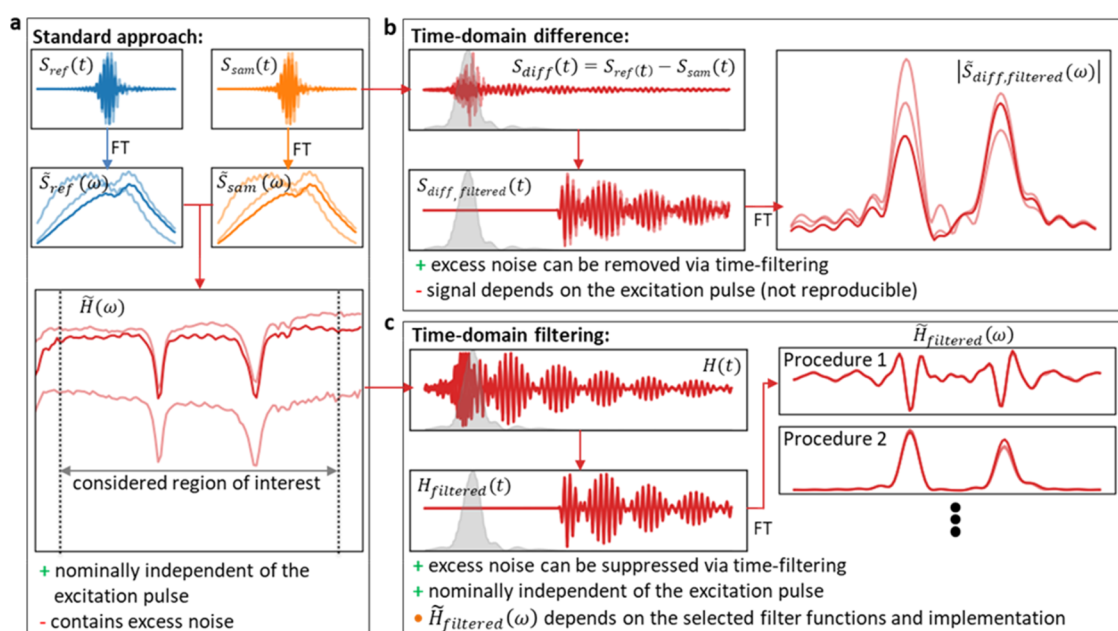 a
Standard approach:
S_ref(t)
S_sam(t)
FT
FT
S̃_ref(ω)
S̃_sam(ω)
H̃(ω)
considered region of interest
+ nominally independent of the
excitation pulse
- contains excess noise
b
Time-domain difference:
S_diff(t) = S_ref(t) − S_sam(t)
S_diff,filtered(t)
FT
|S̃_diff,filtered(ω)|
+ excess noise can be removed via time-filtering
- signal depends on the excitation pulse (not reproducible)
c
Time-domain filtering:
H(t)
H_filtered(t)
FT
H̃_filtered(ω)
Procedure 1
Procedure 2
+ excess noise can be suppressed via time-filtering
+ nominally independent of the excitation pulse
• H̃_filtered(ω) depends on the selected filter functions and implementation